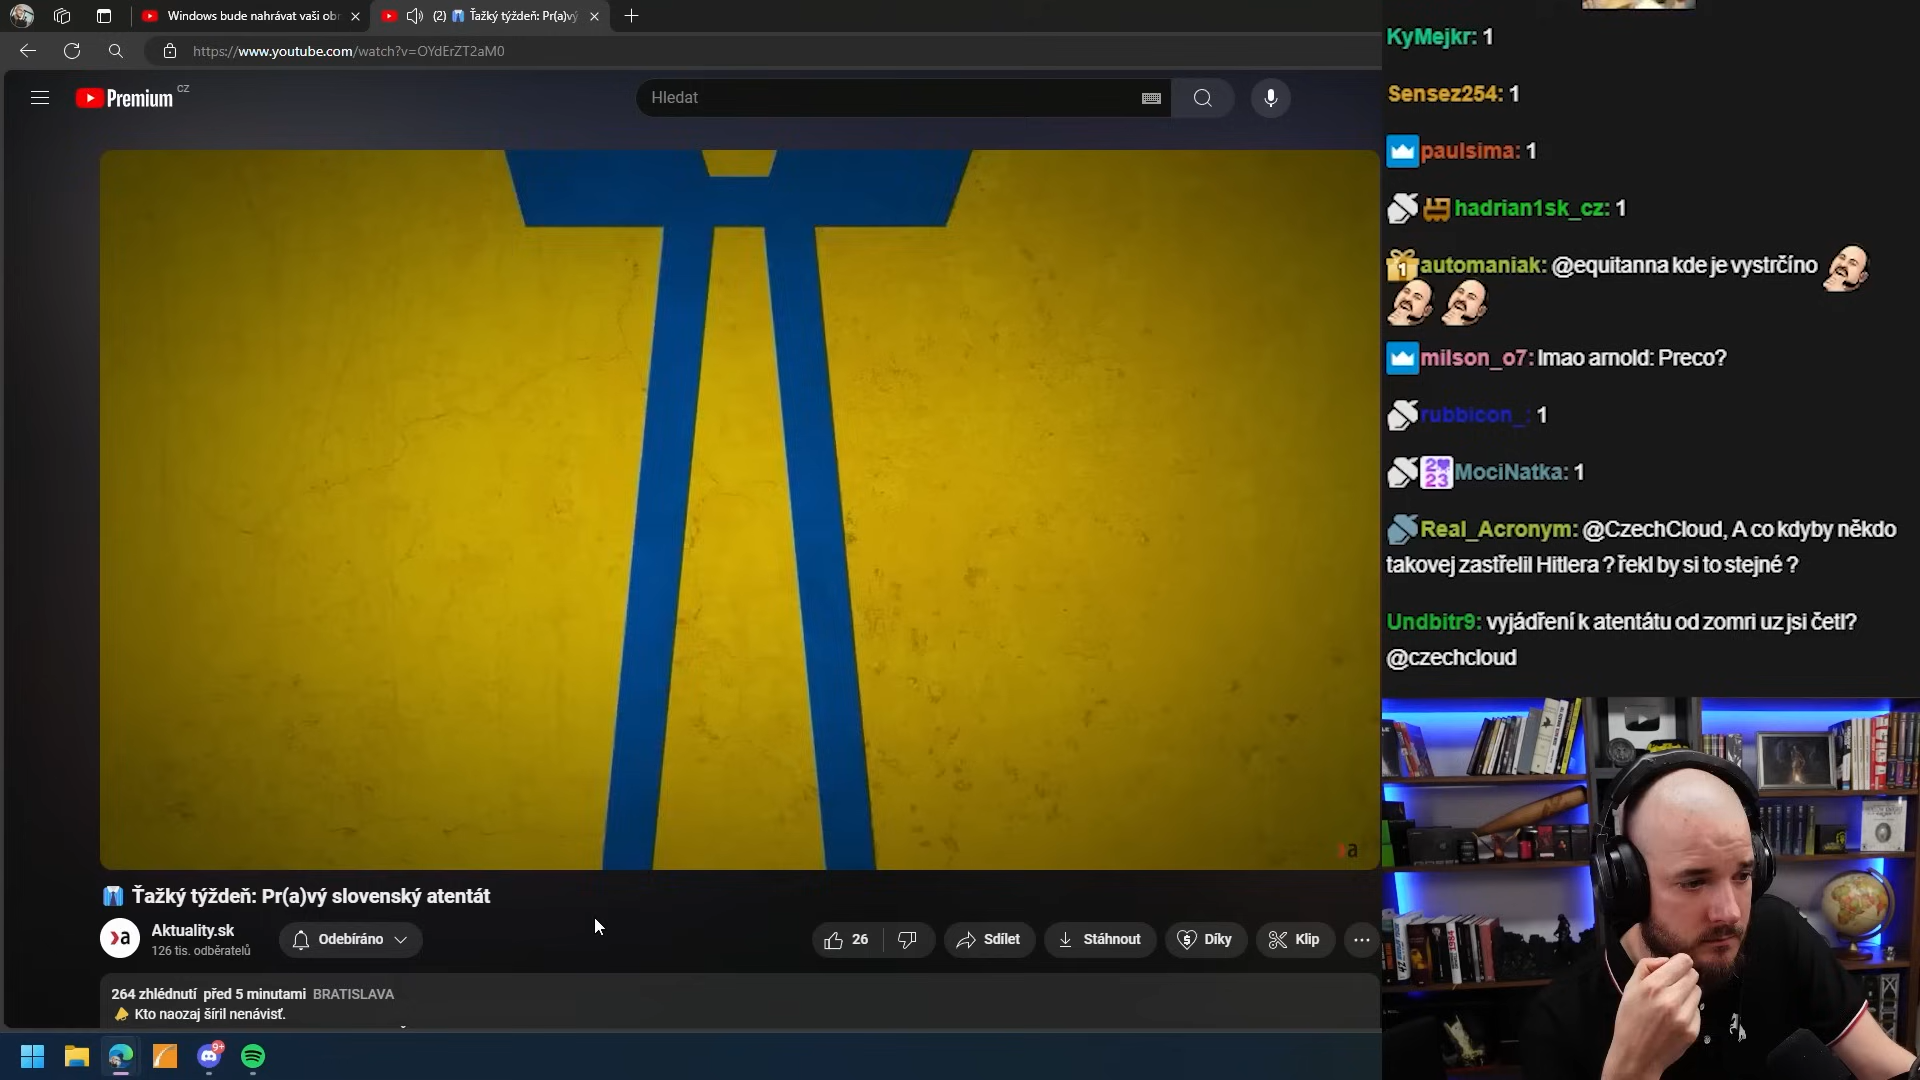 Windows bude nahrávat vaši obr
(2) Ťažký týždeň: Pr(a)vý
https://www.youtube.com/watch?v=OYdErZT2aM0
Premium CZ
Hledat
a
Ťažký týždeň: Pr(a)vý slovenský atentát
Aktuality.sk
126 tis. odběratelů
Odebíráno
26
Sdílet
Stáhnout
Díky
Klip
264 zhlédnutí před 5 minutami BRATISLAVA
Kto naozaj šíril nenávisť.
9+
KyMejkr: 1
Sensez254: 1
paulsima: 1
hadrian1sk_cz: 1
1 automaniak: @equitanna kde je vystrčíno
milson_o7: lmao arnold: Preco?
rubbicon_: 1
2023 MociNatka: 1
Real_Acronym: @CzechCloud, A co kdyby někdo
takovej zastřelil Hitlera ? řekl by si to stejné ?
Undbitr9: vyjádření k atentátu od zomri uz jsi četl?
@czechcloud